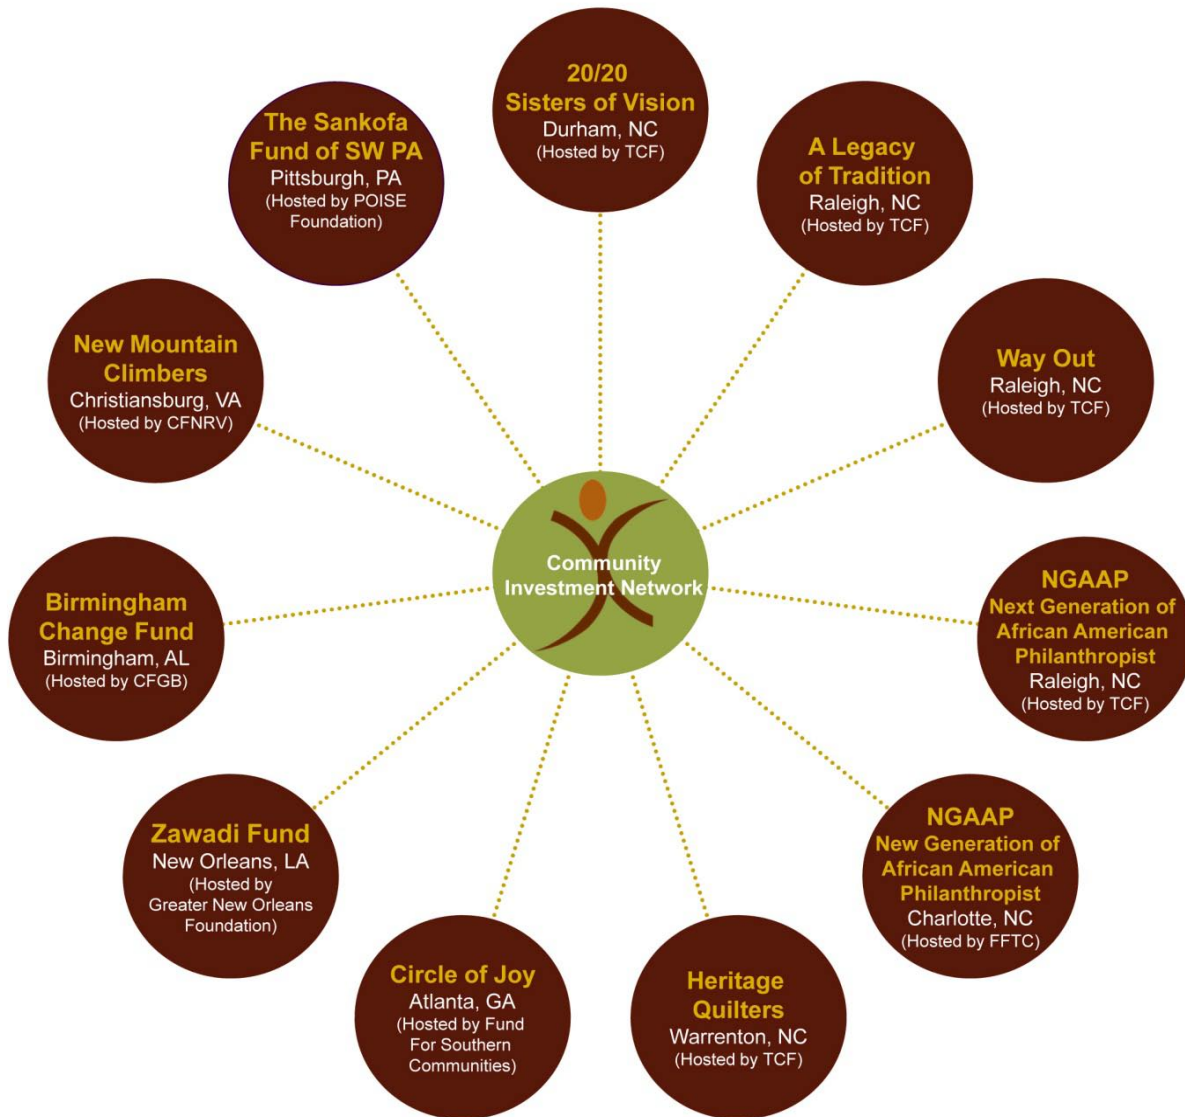 20/20
Sisters of Vision
Durham, NC
(Hosted by TCF)
A Legacy
of Tradition
Raleigh, NC
(Hosted by TCF)
Way Out
Raleigh, NC
(Hosted by TCF)
NGAAP
Next Generation of
African American
Philanthropist
Raleigh, NC
(Hosted by TCF)
NGAAP
New Generation of
African American
Philanthropist
Charlotte, NC
(Hosted by FFTC)
Heritage
Quilters
Warrenton, NC
(Hosted by TCF)
Circle of Joy
Atlanta, GA
(Hosted by Fund
For Southern
Communities)
Zawadi Fund
New Orleans, LA
(Hosted by
Greater New Orleans
Foundation)
Birmingham
Change Fund
Birmingham, AL
(Hosted by CFGB)
New Mountain
Climbers
Christiansburg, VA
(Hosted by CFNRV)
The Sankofa
Fund of SW PA
Pittsburgh, PA
(Hosted by POISE
Foundation)
Community
Investment Network